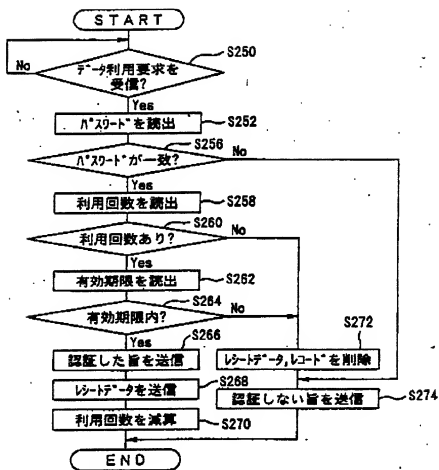 START
S250
データ利用要求を
受信?
No
Yes
パスワードを読出
S252
S256
パスワードが一致?
No
Yes
利用回数を読出
S258
S260
利用回数あり?
No
Yes
有効期限を読出
S262
S264
有効期限内?
No
Yes
S266
認証した旨を送信
S272
レシートデータ,レコードを削除
レシートデータを送信
S268
認証しない旨を送信
S274
利用回数を減算
S270
END